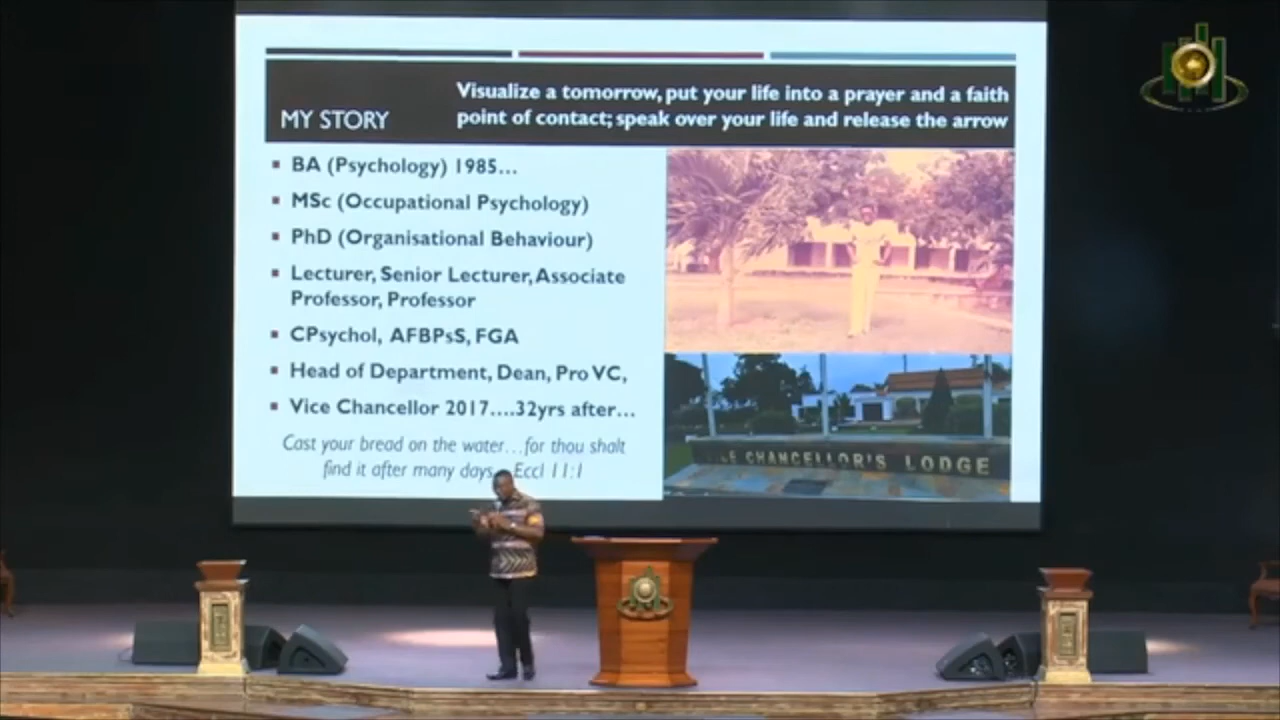 Visualize a tomorrow, put your life into a prayer and a faith
point of contact; speak over your life and release the arrow
MY STORY
BA (Psychology) 1985...
MSc (Occupational Psychology)
PhD (Organisational Behaviour)
Lecturer, Senior Lecturer, Associate
Professor, Professor
CPsychol, AFBPsS, FGA
Head of Department, Dean, Pro VC,
Vice Chancellor 2017....32yrs after...
Cast your bread on the water...for thou shalt
find it after many days Eccl 11:1
CHANCELLOR'S LODGE